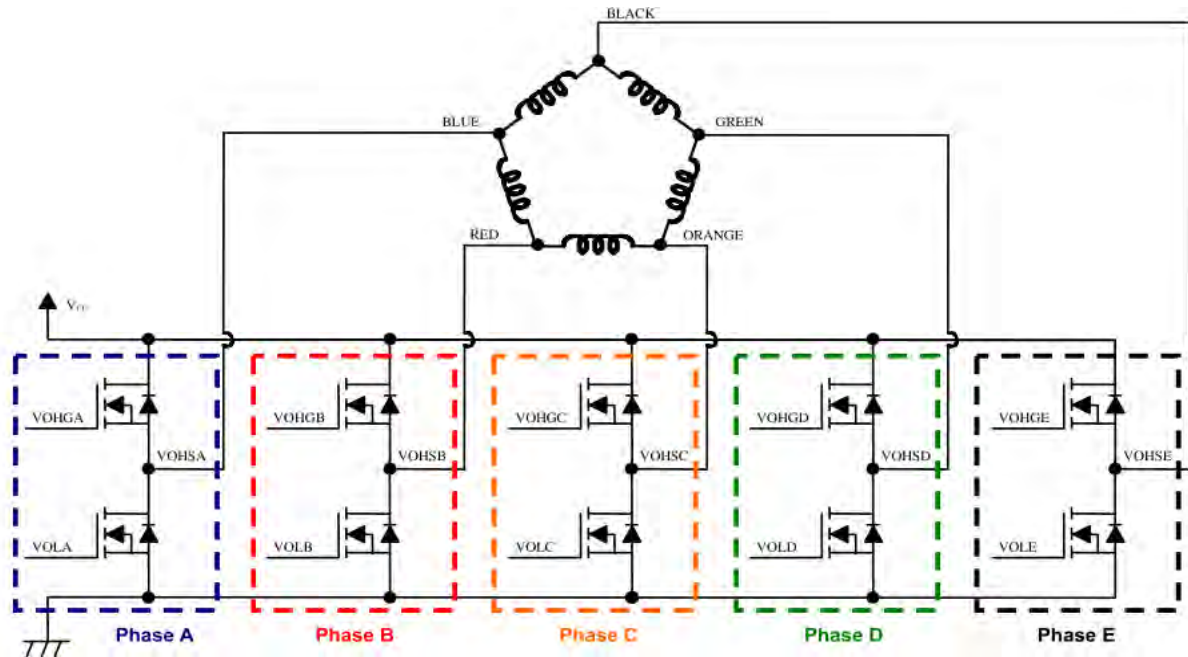 BLACK
BLUE
GREEN
RED
ORANGE
VOHGA
VOHSA
VOHGB
VOHSB
VOHGC
VOHSC
VOHGD
VOHSD
VOHGE
VOHSE
VOLA
VOLB
VOLC
VOLD
VOLE
Phase A
Phase B
Phase C
Phase D
Phase E